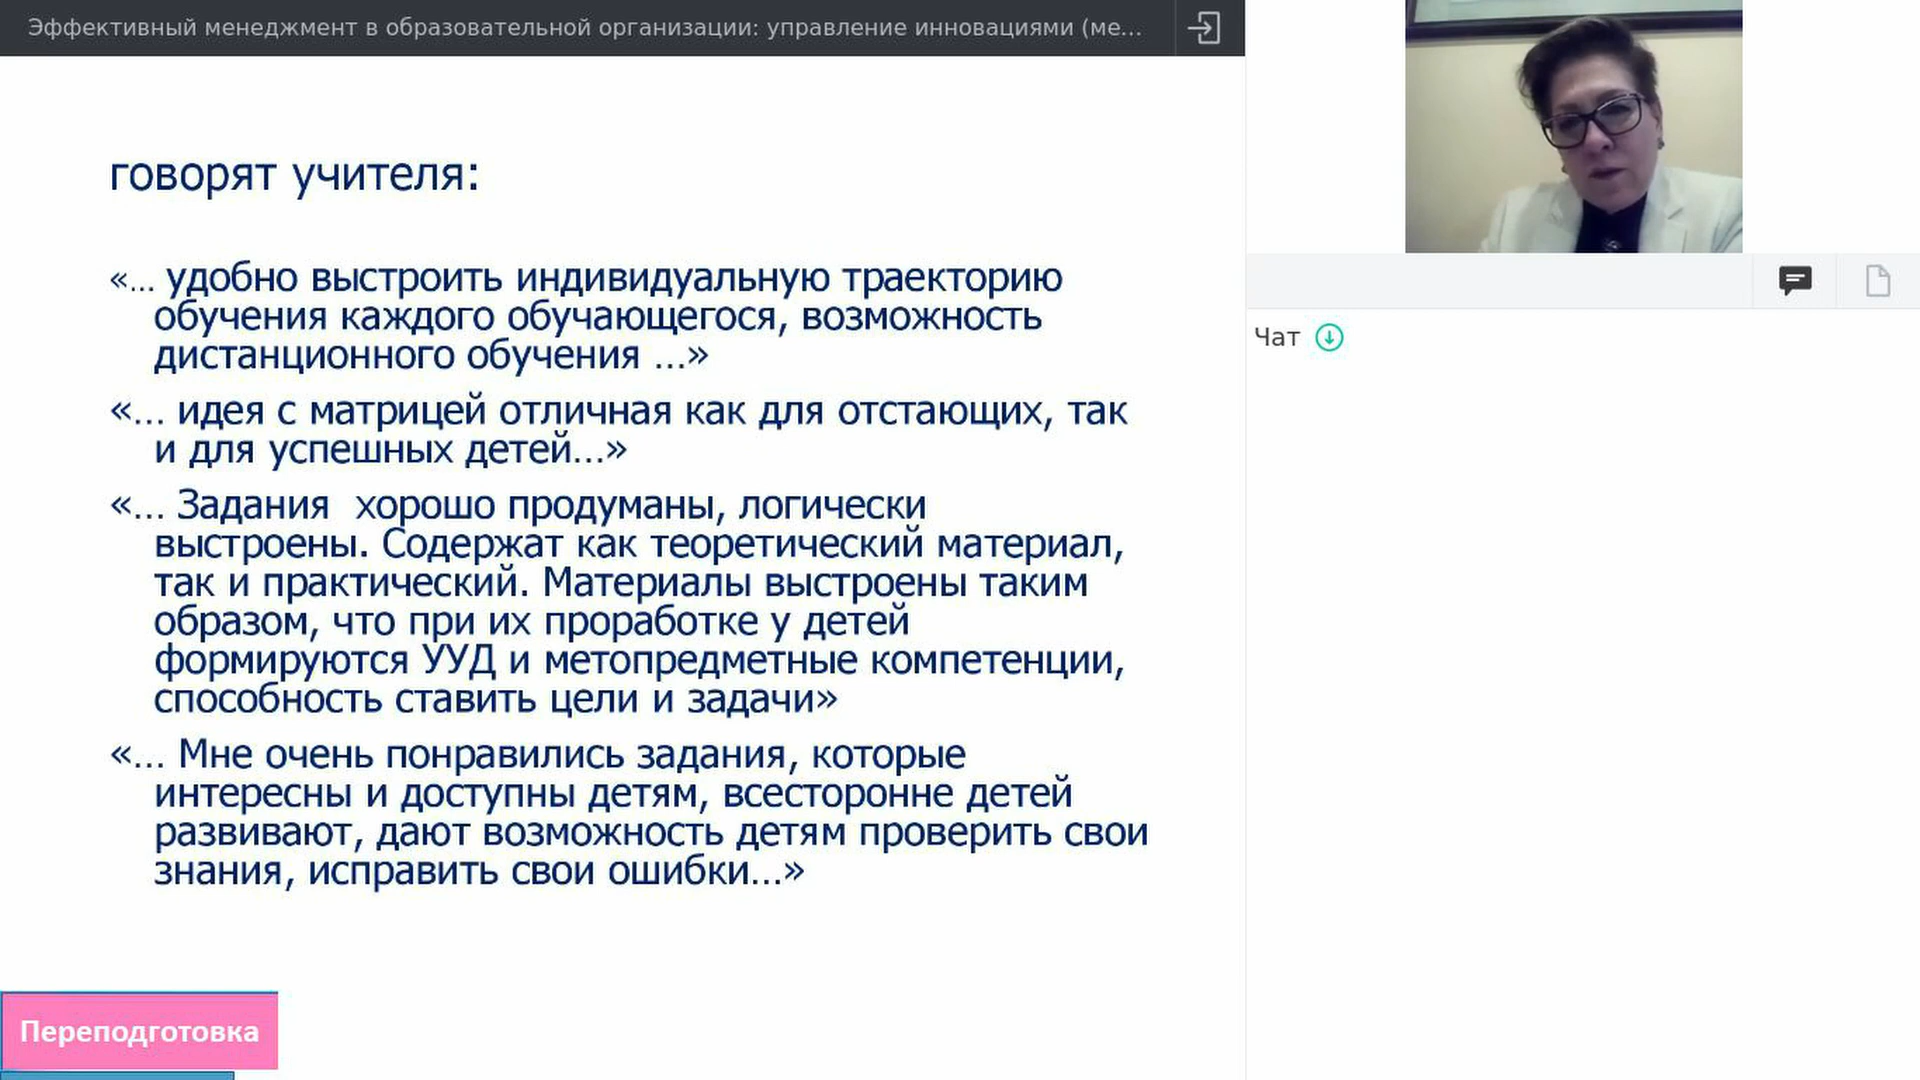 Эффективный менеджмент в образовательной организации: управление инновациями (ме...
говорят учителя:
«... удобно выстроить индивидуальную траекторию
обучения каждого обучающегося, возможность
дистанционного обучения ...»
«... идея с матрицей отличная как для отстающих, так
и для успешных детей...»
«... Задания хорошо продуманы, логически
выстроены. Содержат как теоретический материал,
так и практический. Материалы выстроены таким
образом, что при их проработке у детей
формируются УУД и метопредметные компетенции,
способность ставить цели и задачи»
«... Мне очень понравились задания, которые
интересны и доступны детям, всесторонне детей
развивают, дают возможность детям проверить свои
знания, исправить свои ошибки...»
Переподготовка
Чат